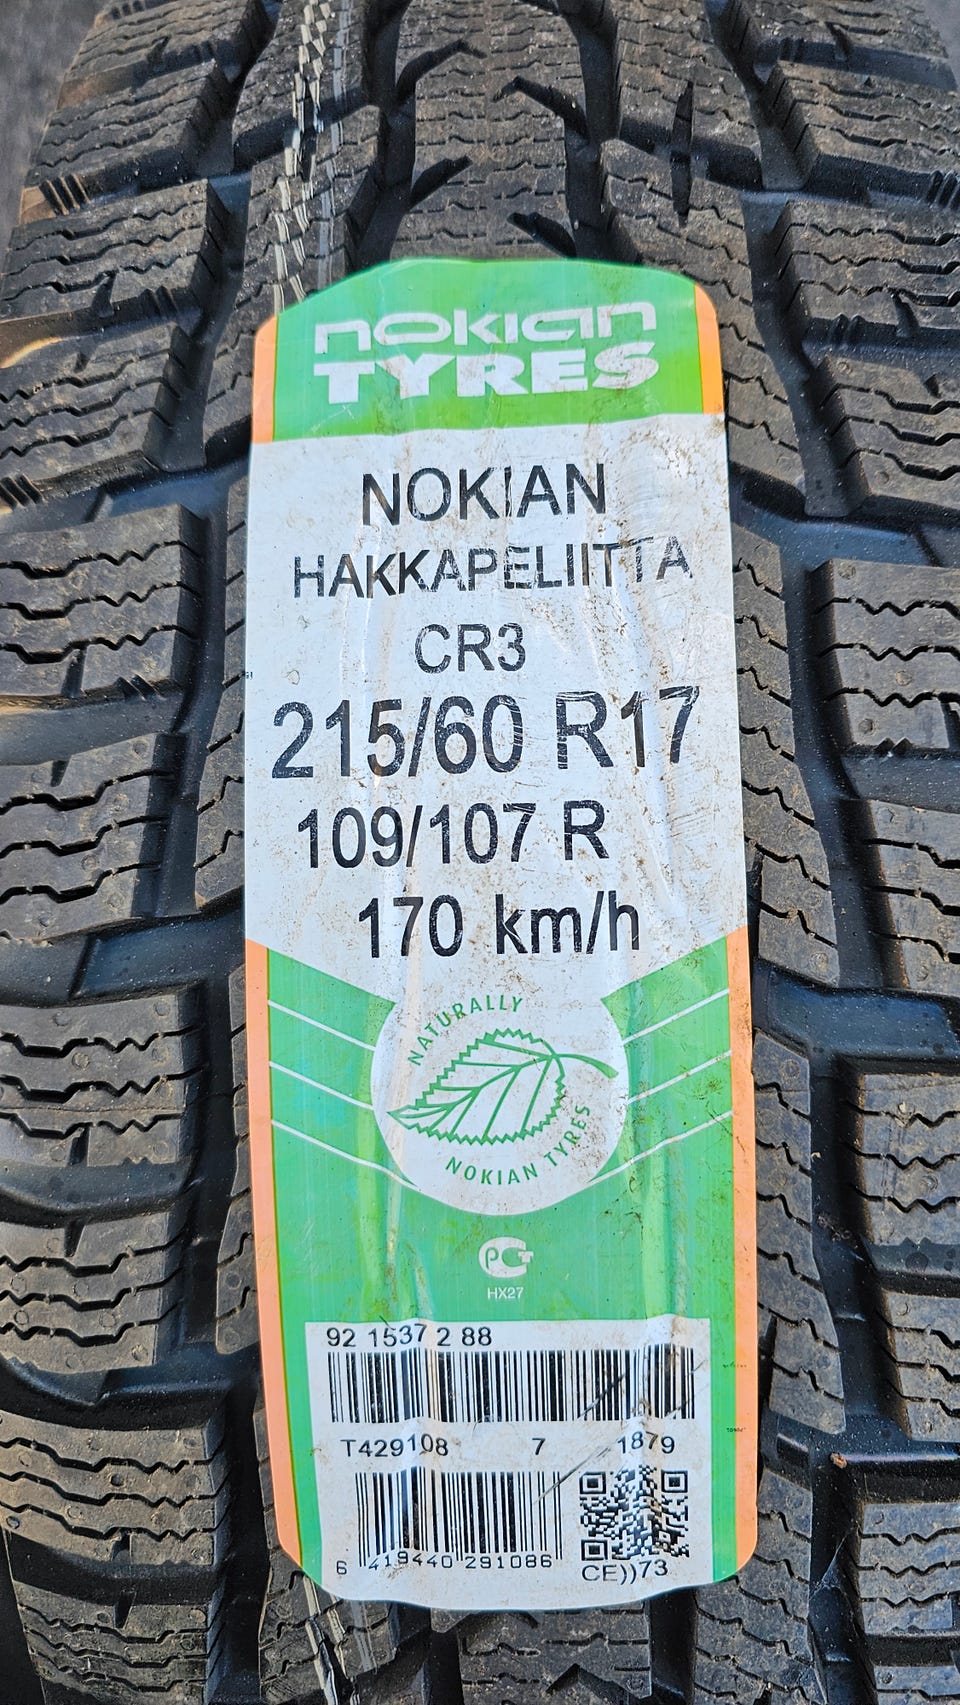 nokian
TYRES
NOKIAN
HAKKAPELIITTA
CR3
215/60 R17
109/107 R
170 km/h
NATURALLY
NOKIAN TYRES
PCT
HX27
92 1537 2 88
T429108 7 1879
6 419440 291086
CE))73